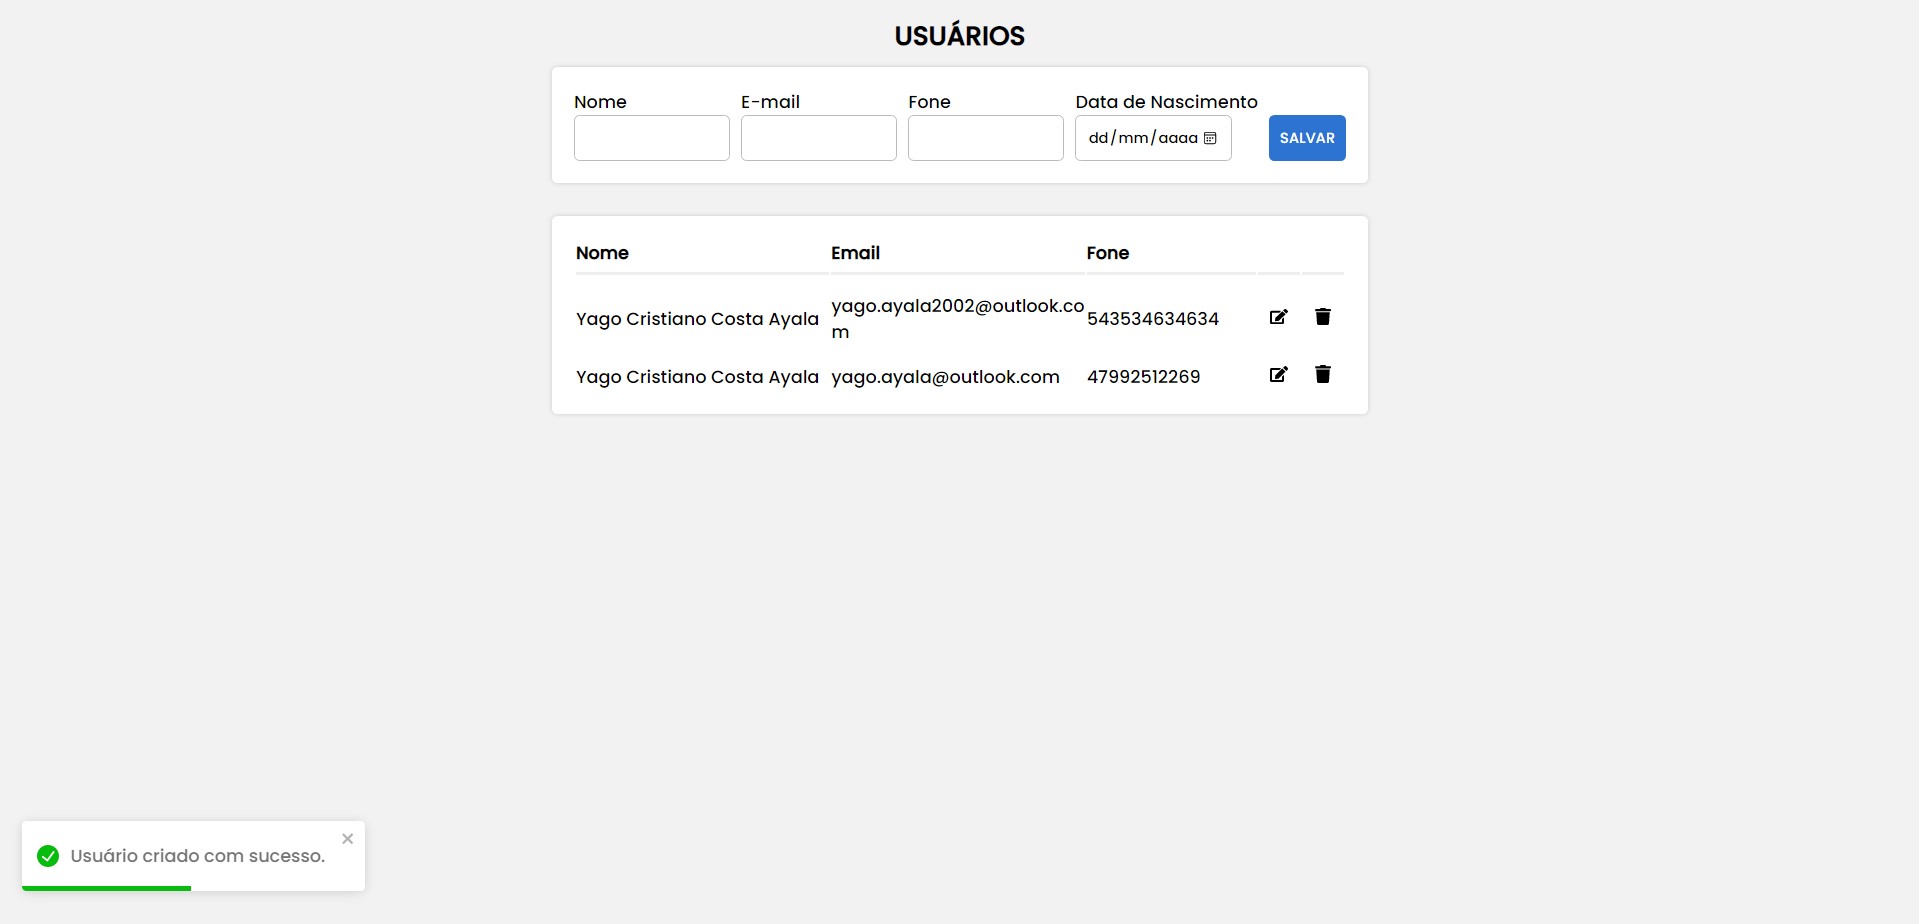 USUÁRIOS
Nome E-mail Fone Data de Nascimento
dd/mm/aaaa SALVAR
Nome Email Fone
Yago Cristiano Costa Ayala yago.ayala2002@outlook.co
m 543534634634
Yago Cristiano Costa Ayala yago.ayala@outlook.com 47992512269
Usuário criado com sucesso.